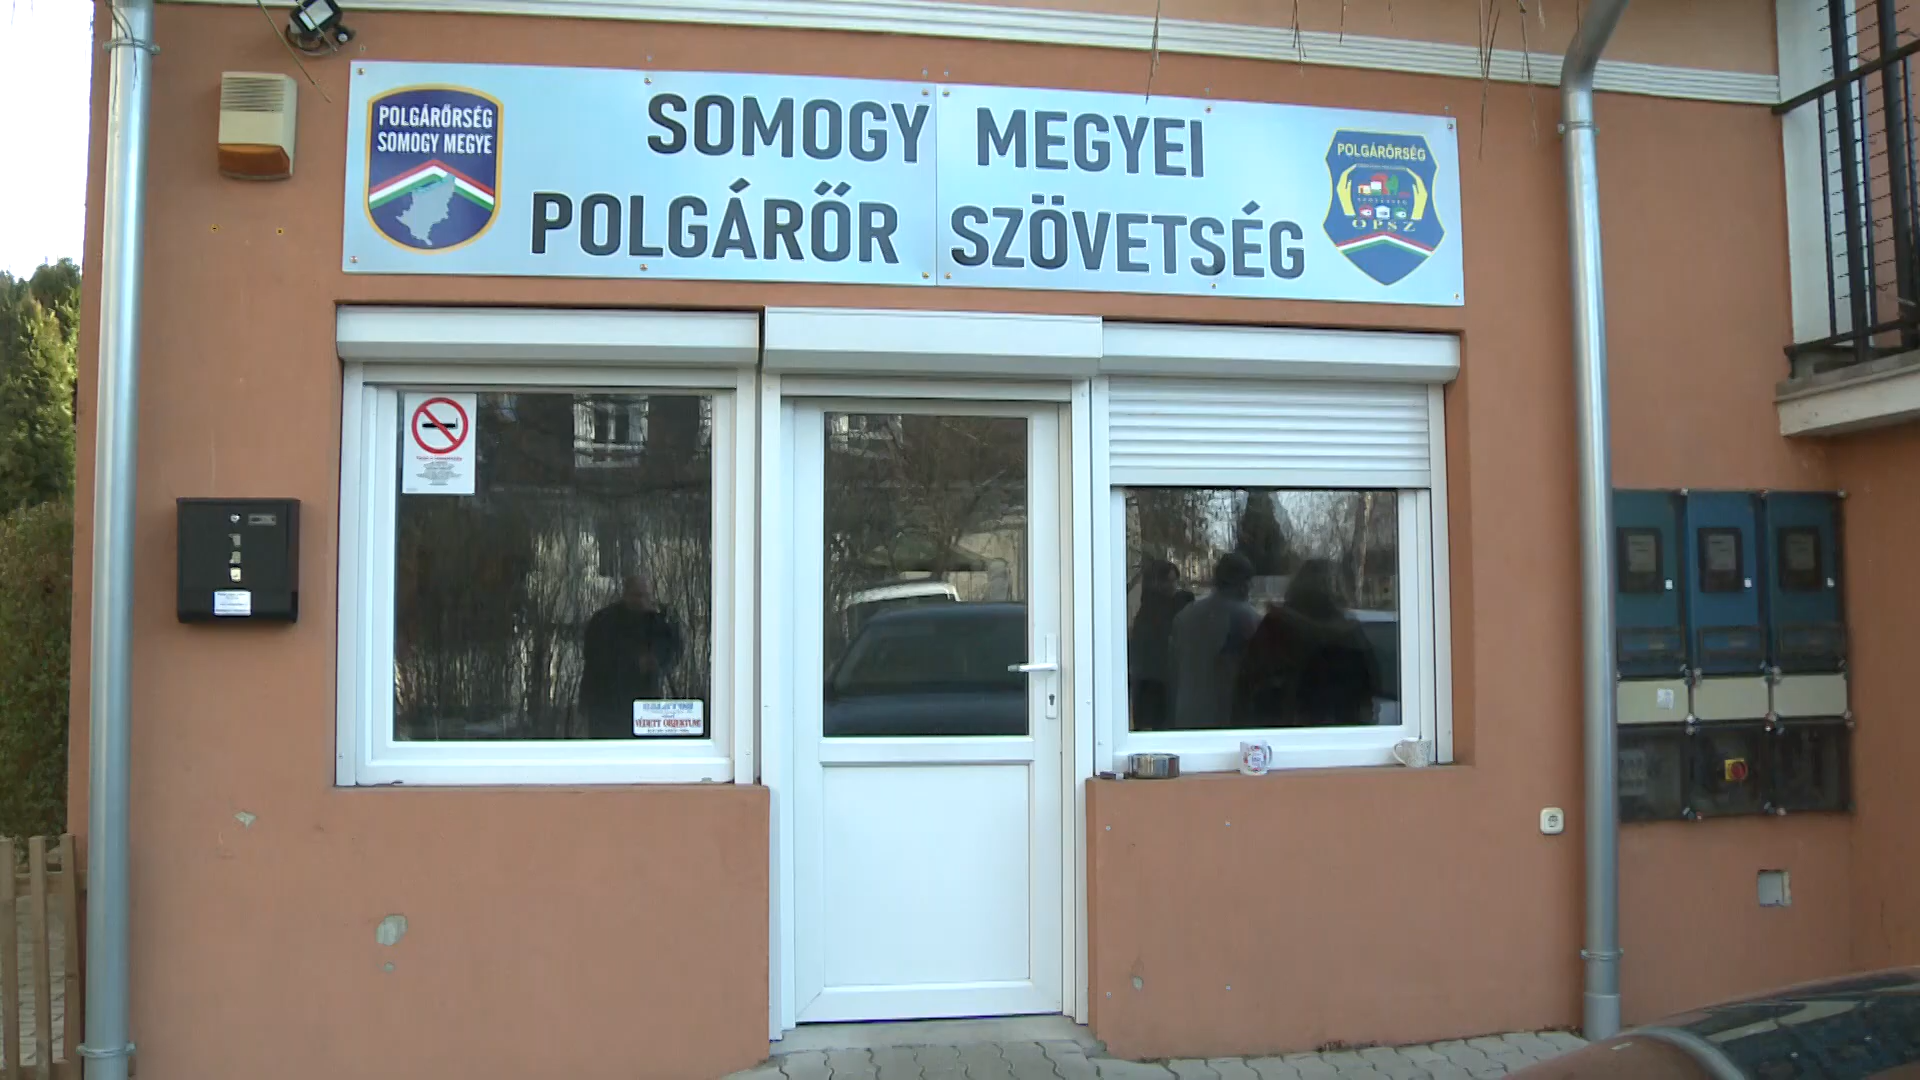 POLGÁRŐRSÉG
SOMOGY MEGYE
SOMOGY MEGYEI
POLGÁRŐR SZÖVETSÉG
POLGÁRŐRSÉG
OPSZ
VÉDETT OBJEKTUM!